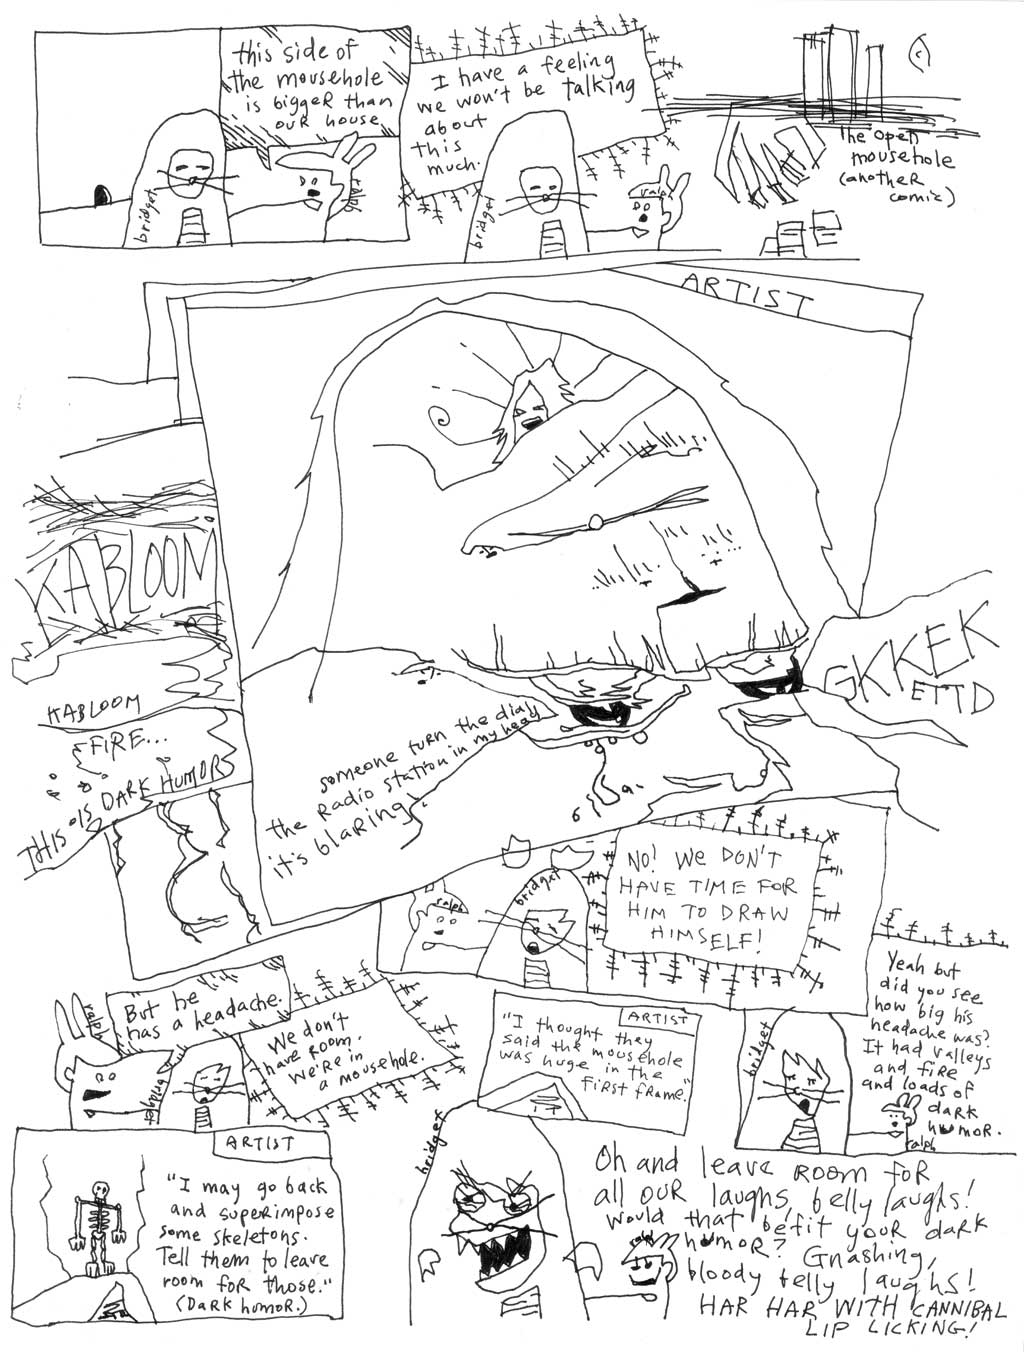 this side of
the mousehole
is bigger than
our house
bridget
ralph
I have a feeling
we won't be talking
about
this
much.
bridget
ralph
The open
mousehole
(another
comic)
ARTIST
KABLOOM
KABLOOM
FIRE...
THIS IS DARK HUMOR
GKKEK
ETTD
someone turn the dial
the radio station in my head
it's blaring!
ralph
bridget
NO! WE DON'T
HAVE TIME FOR
HIM TO DRAW
HIMSELF!
ralph
"But he
has a headache."
bridget
We don't
have room.
We're in
a mousehole.
ARTIST
"I thought they
said the mousehole
was huge in the
first frame."
Yeah but
did you see
how big his
headache was?
It had valleys
and fire
and loads of
dark
humor.
bridget
ralph
ARTIST
"I may go back
and superimpose
some skeletons.
Tell them to leave
room for those."
(Dark humor.)
bridget
Oh and leave room for
all our laughs, belly laughs!
Would that befit your dark
humor? Gnashing,
bloody belly laughs!
HAR HAR WITH CANNIBAL
LIP LICKING!
ralph